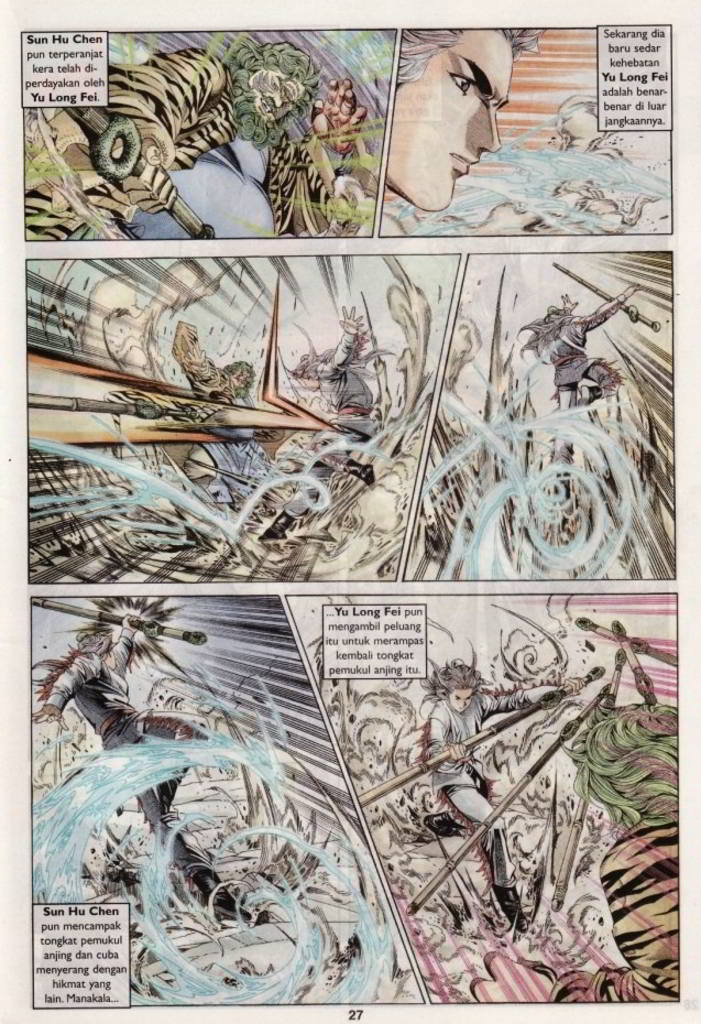 Sun Hu Chen
pun terperanjat
kera telah di-
perdayakan oleh
Yu Long Fei.
Sekarang dia
baru sedar
kehebatan
Yu Long Fei
adalah benar-
benar di luar
jangkaannya.
...Yu Long Fei pun
mengambil peluang
itu untuk merampas
kembali tongkat
pemukul anjing itu.
Sun Hu Chen
pun mencampak
tongkat pemukul
anjing dan cuba
menyerang dengan
hikmat yang
lain. Manakala...
27